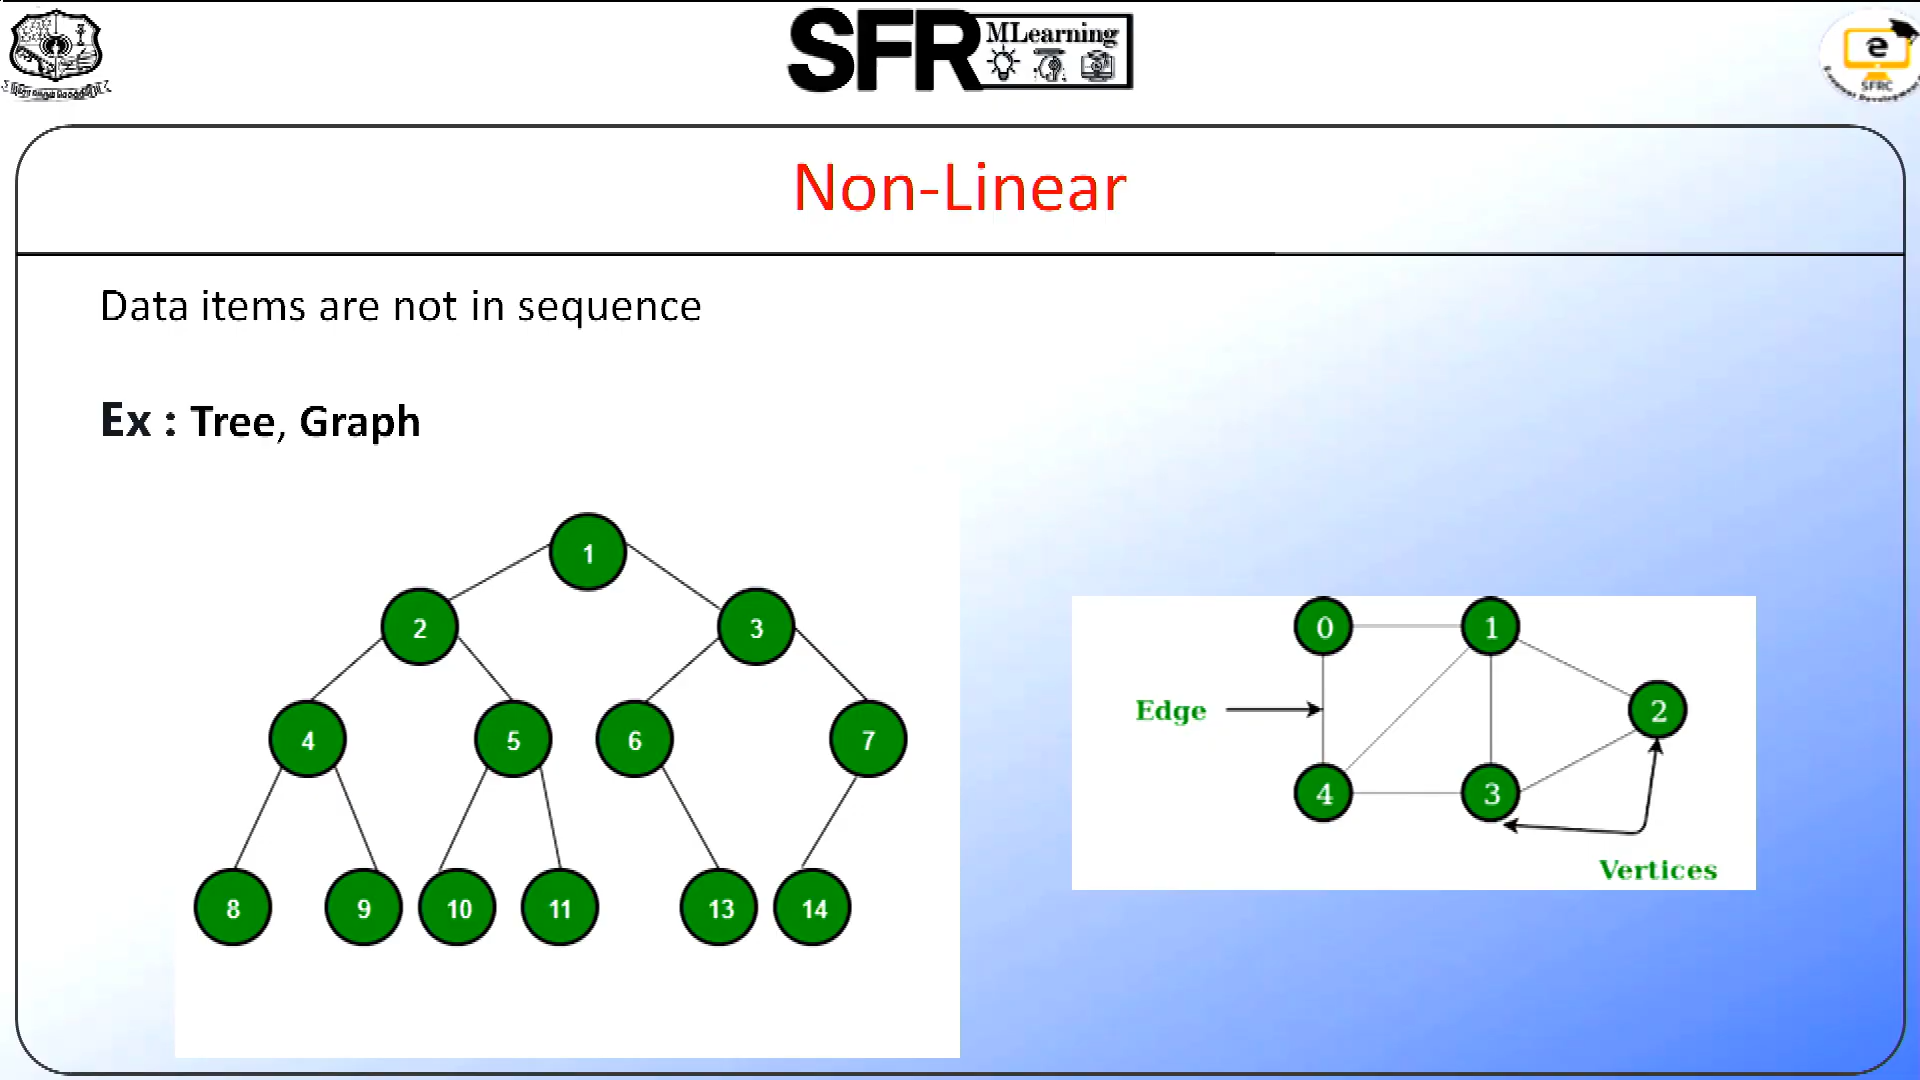 SFR MLearning
e
SFRC
Non-Linear
Data items are not in sequence
Ex : Tree, Graph
1
2 3
4 5 6 7
8 9 10 11 13 14
0 1
Edge
2
4 3
Vertices